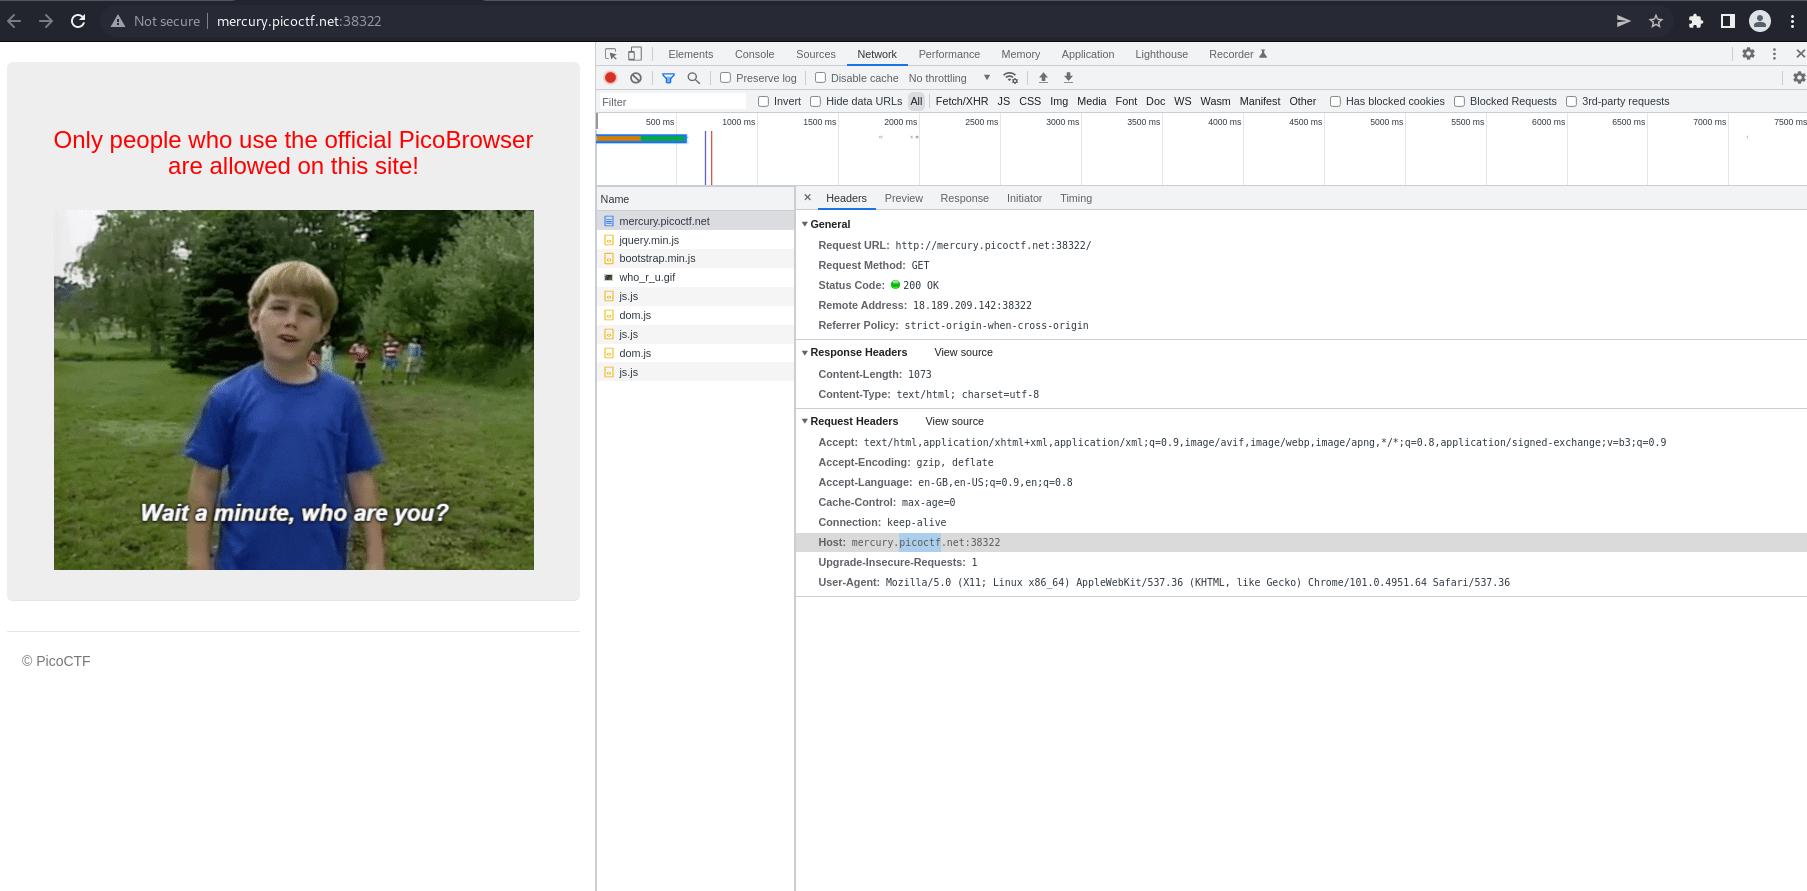 Not secure | mercury.picoctf.net:38322
Only people who use the official PicoBrowser
are allowed on this site!
Wait a minute, who are you?
© PicoCTF
Elements Console Sources Network Performance Memory Application Lighthouse Recorder
Preserve log Disable cache No throttling
Filter Invert Hide data URLs All Fetch/XHR JS CSS Img Media Font Doc WS Wasm Manifest Other Has blocked cookies Blocked Requests 3rd-party requests
500 ms 1000 ms 1500 ms 2000 ms 2500 ms 3000 ms 3500 ms 4000 ms 4500 ms 5000 ms 5500 ms 6000 ms 6500 ms 7000 ms 7500 ms
Name
mercury.picoctf.net
jquery.min.js
bootstrap.min.js
who_r_u.gif
js.js
dom.js
js.js
dom.js
js.js
Headers Preview Response Initiator Timing
General
Request URL: http://mercury.picoctf.net:38322/
Request Method: GET
Status Code: 200 OK
Remote Address: 18.189.209.142:38322
Referrer Policy: strict-origin-when-cross-origin
Response Headers View source
Content-Length: 1073
Content-Type: text/html; charset=utf-8
Request Headers View source
Accept: text/html,application/xhtml+xml,application/xml;q=0.9,image/avif,image/webp,image/apng,*/*;q=0.8,application/signed-exchange;v=b3;q=0.9
Accept-Encoding: gzip, deflate
Accept-Language: en-GB,en-US;q=0.9,en;q=0.8
Cache-Control: max-age=0
Connection: keep-alive
Host: mercury.picoctf.net:38322
Upgrade-Insecure-Requests: 1
User-Agent: Mozilla/5.0 (X11; Linux x86_64) AppleWebKit/537.36 (KHTML, like Gecko) Chrome/101.0.4951.64 Safari/537.36